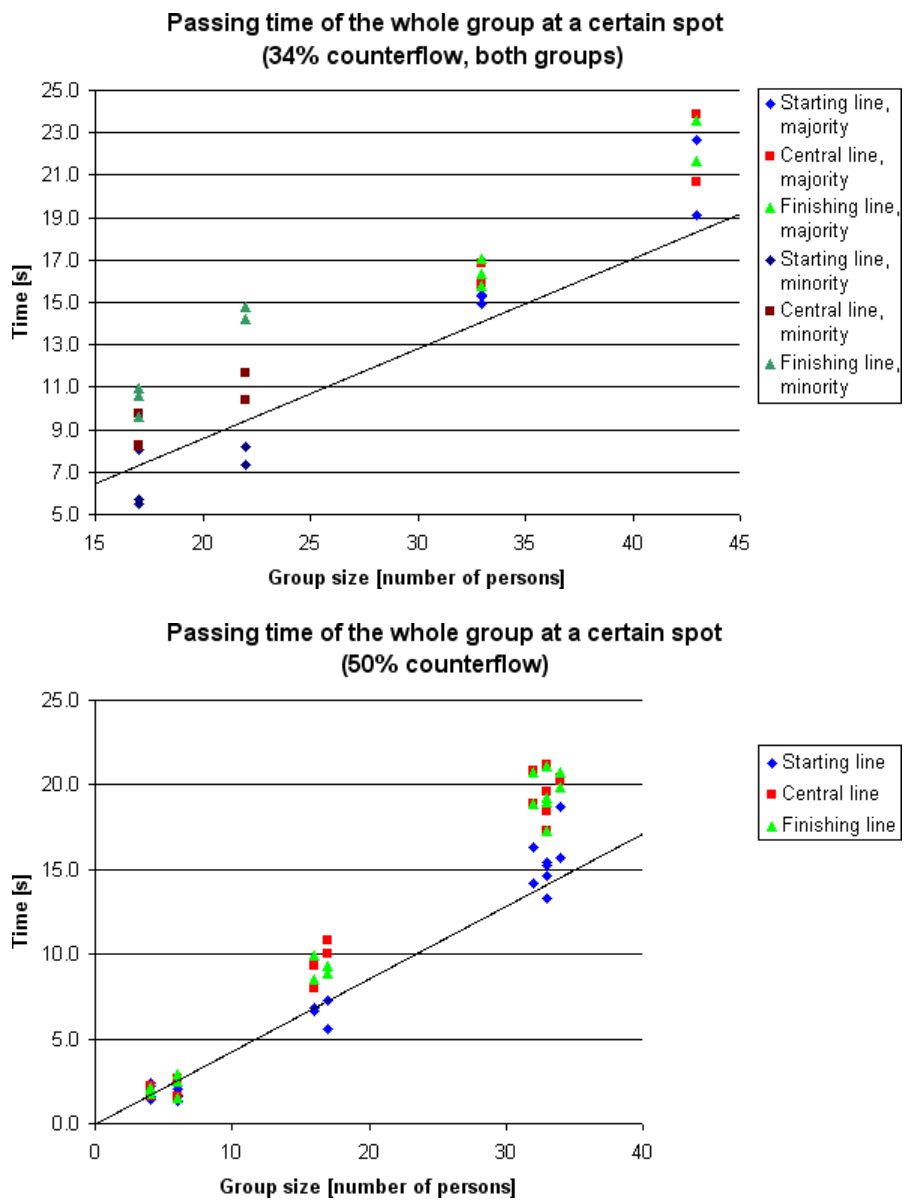 Passing time of the whole group at a certain spot
(34% counterflow, both groups)
25.0
23.0
21.0
19.0
17.0
15.0
13.0
11.0
9.0
7.0
5.0
Time [s]
15 20 25 30 35 40 45
Group size [number of persons]
Starting line,
majority
Central line,
majority
Finishing line,
majority
Starting line,
minority
Central line,
minority
Finishing line,
minority
Passing time of the whole group at a certain spot
(50% counterflow)
25.0
20.0
15.0
10.0
5.0
0.0
Time [s]
0 10 20 30 40
Group size [number of persons]
Starting line
Central line
Finishing line